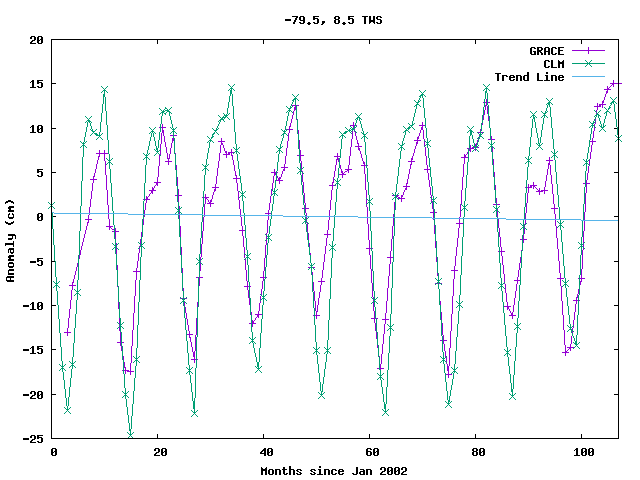 -79.5, 8.5 TWS
GRACE
CLM
Trend Line
20
15
10
5
0
-5
-10
-15
-20
-25
Anomaly (cm)
0 20 40 60 80 100
Months since Jan 2002